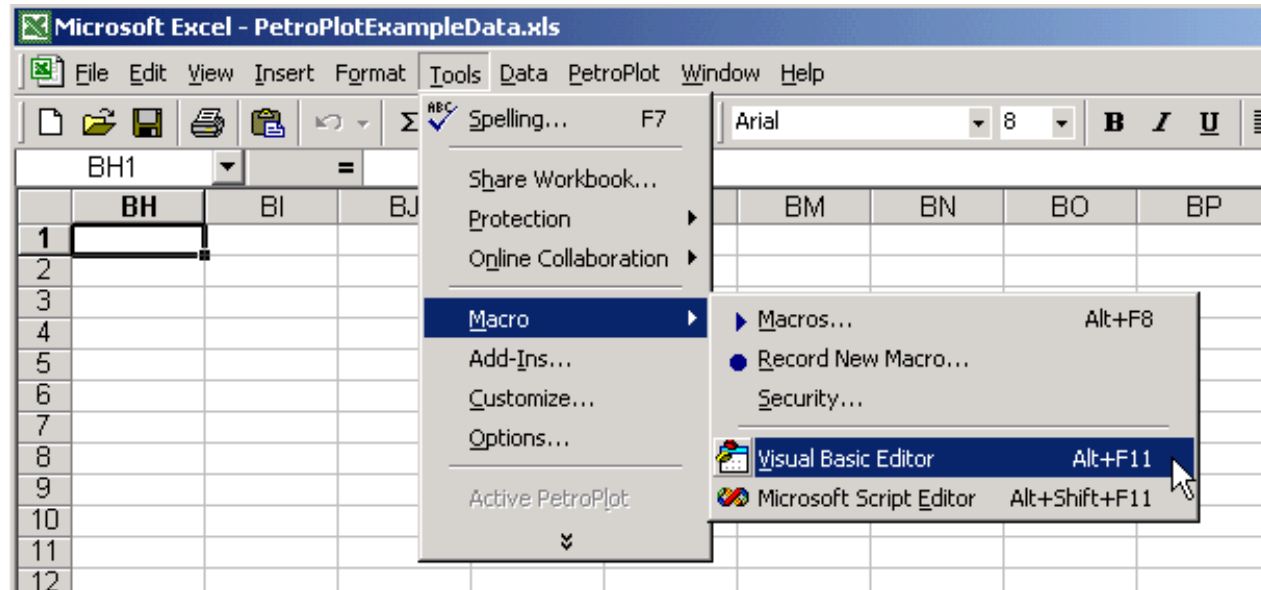 Microsoft Excel - PetroPlotExampleData.xls
File Edit View Insert Format Tools Data PetroPlot Window Help
Σ Arial 8 B I U
BH1 =
BH BI BJ BM BN BO BP
1
2
3
4
5
6
7
8
9
10
11
12
ABC Spelling... F7
Share Workbook...
Protection
Online Collaboration
Macro
Add-Ins...
Customize...
Options...
Active PetroPlot
Macros... Alt+F8
Record New Macro...
Security...
Visual Basic Editor Alt+F11
Microsoft Script Editor Alt+Shift+F11